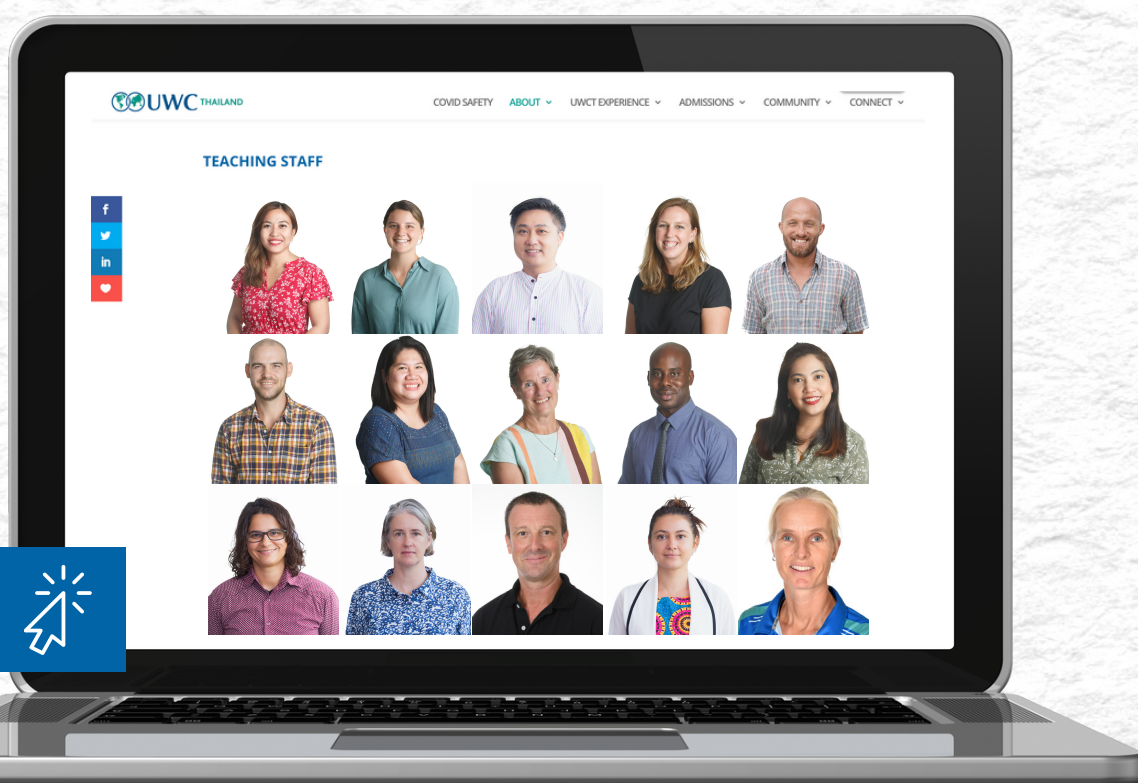 UWC THAILAND
COVID SAFETY ABOUT UWCT EXPERIENCE ADMISSIONS COMMUNITY CONNECT
TEACHING STAFF
f
in